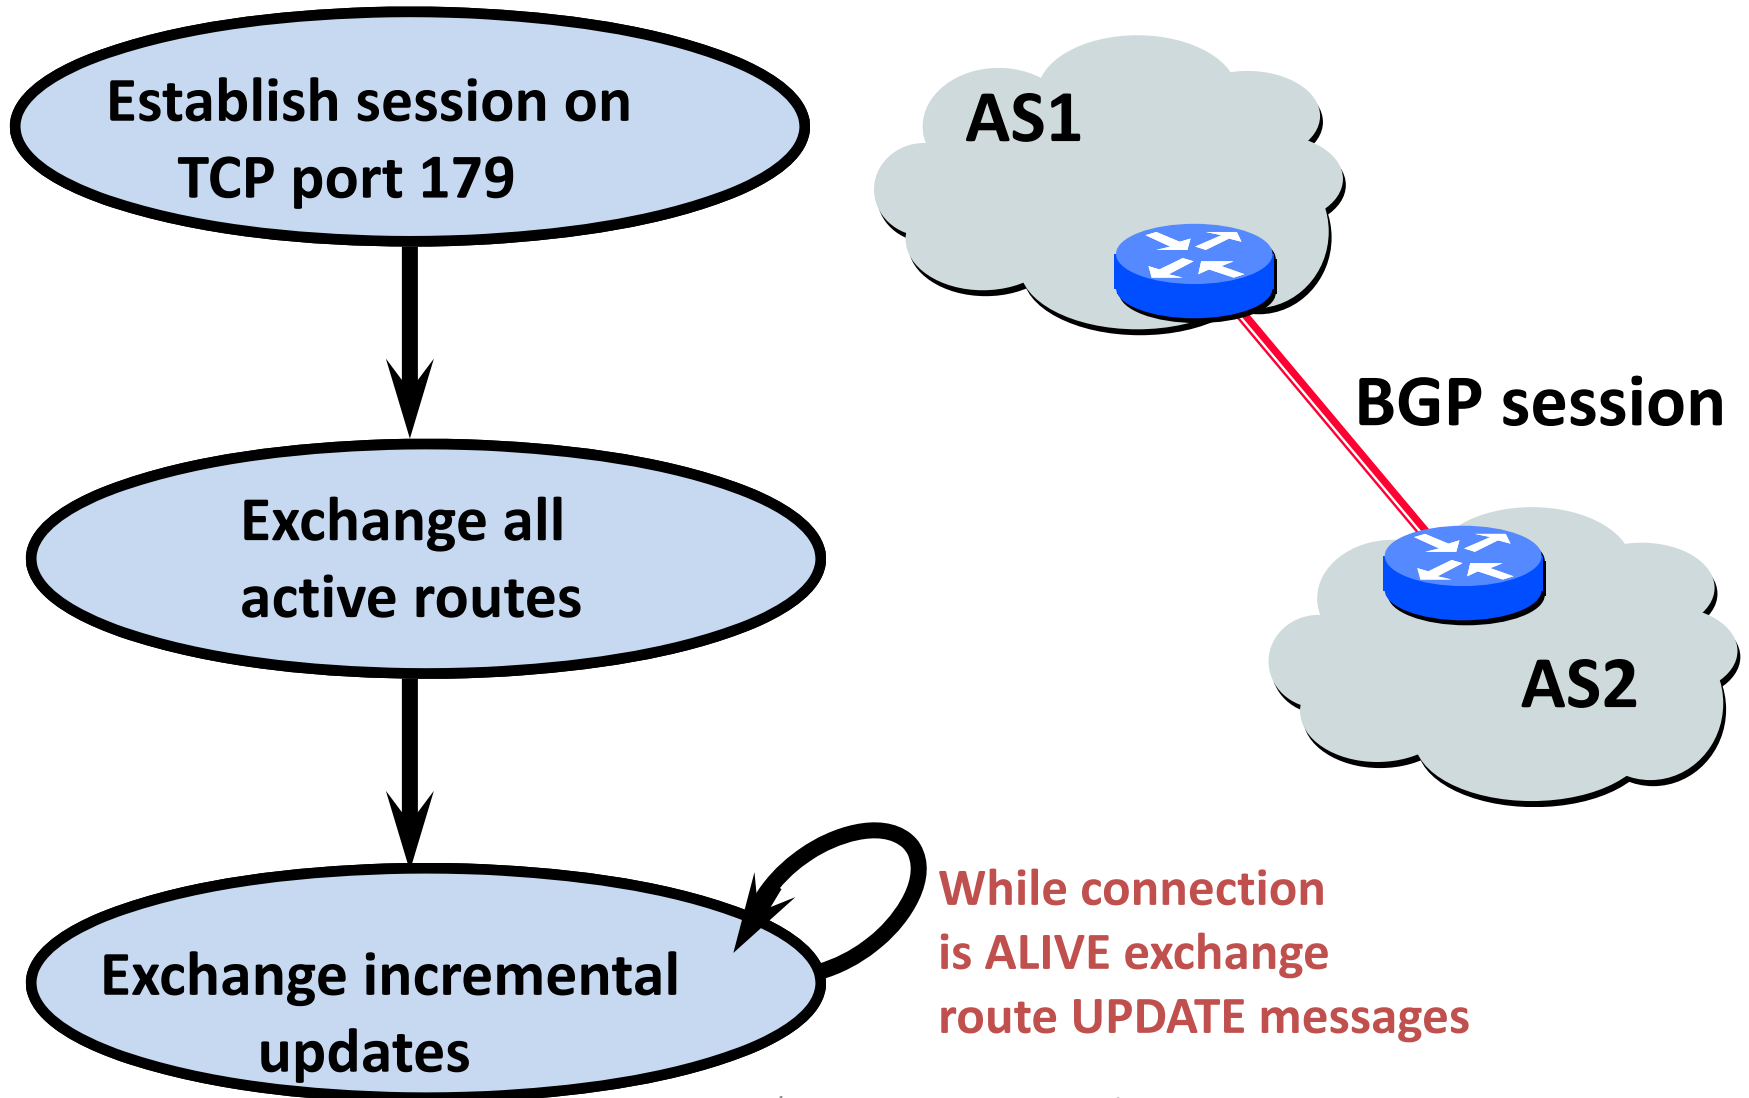 Establish session on
TCP port 179
AS1
BGP session
Exchange all
active routes
AS2
While connection
is ALIVE exchange
route UPDATE messages
Exchange incremental
updates